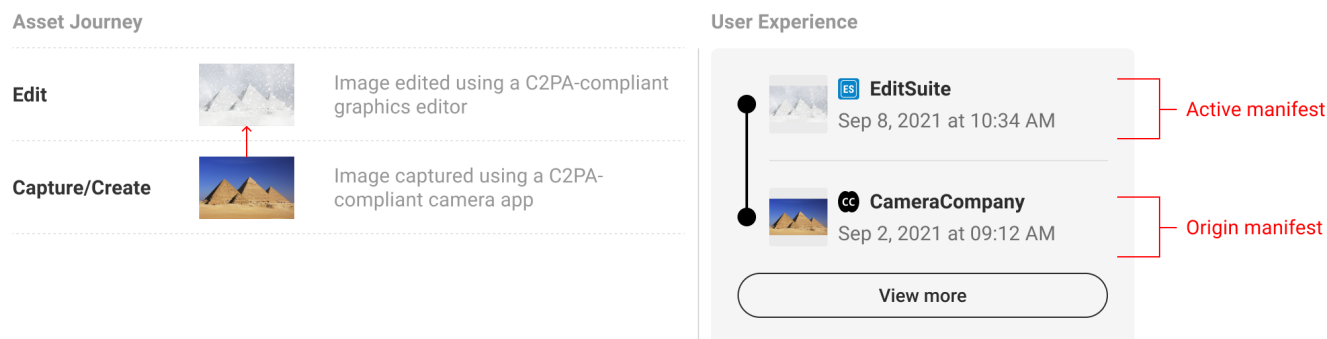 Asset Journey
Edit
Image edited using a C2PA-compliant
graphics editor
Capture/Create
Image captured using a C2PA-
compliant camera app
User Experience
ES EditSuite
Sep 8, 2021 at 10:34 AM
Active manifest
CC CameraCompany
Sep 2, 2021 at 09:12 AM
Origin manifest
View more